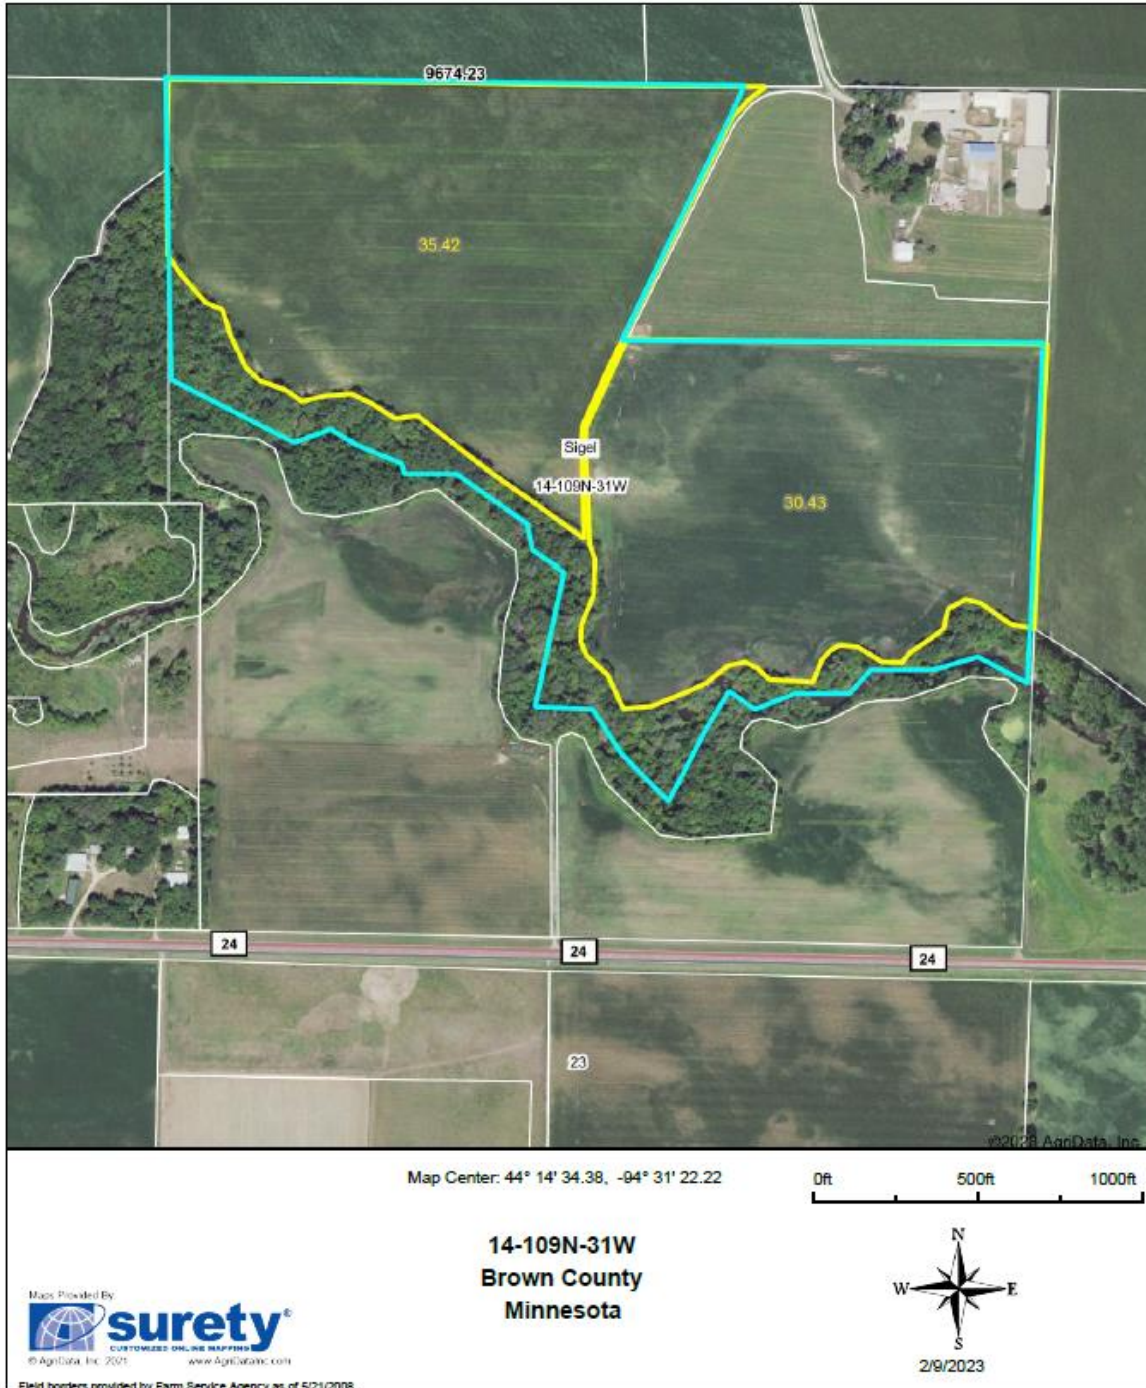 9674.23
35.42
Sigel
14-109N-31W
30.43
24
24
24
23
©2023 AgriData, Inc.
Map Center: 44° 14' 34.38, -94° 31' 22.22
0ft 500ft 1000ft
14-109N-31W
Brown County
Minnesota
N
W E
S
2/9/2023
Maps Provided By:
surety®
CUSTOMIZED ONLINE MAPPING
© AgriData, Inc. 2021 www.AgriDataInc.com
Field borders provided by Farm Service Agency as of 5/21/2008.